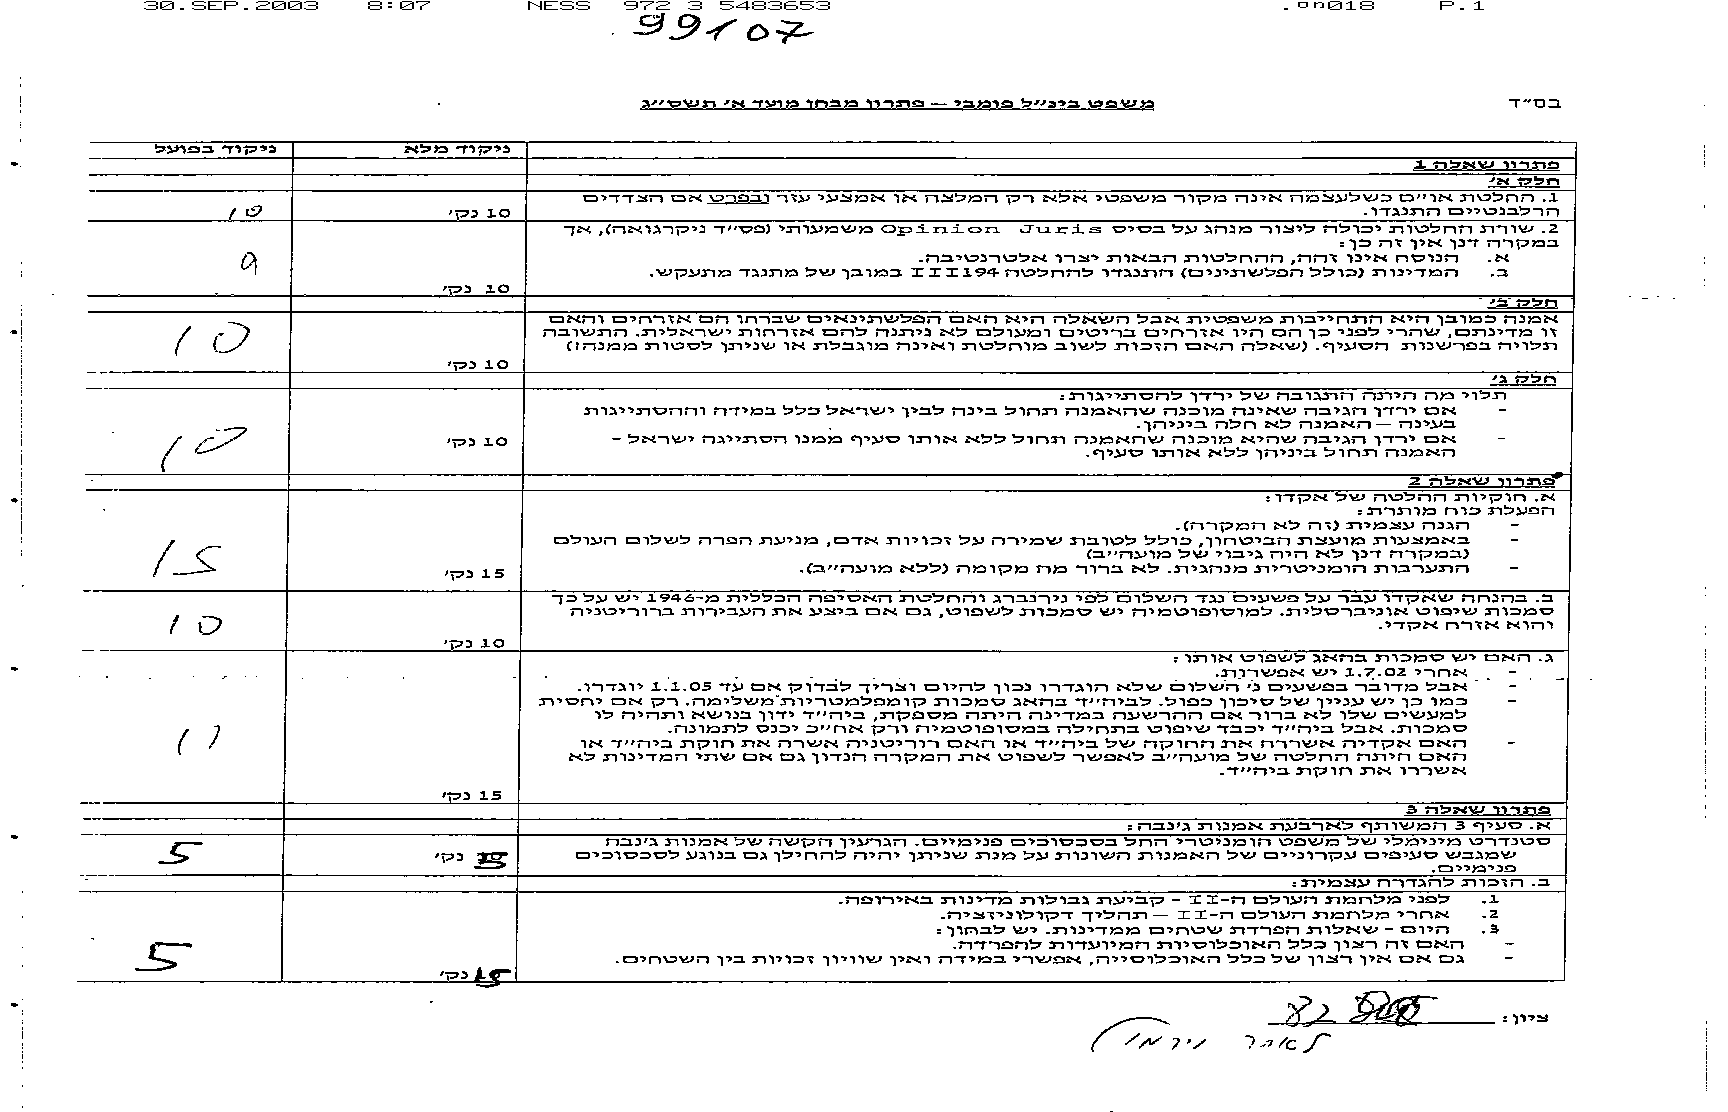 30.SEP.2003 8:07 NESS 972 3 5483653 P.1
99107
בס"ד
משפט בינ"ל פומבי – פתרון מבחן מועד א' תשס"ג
ניקוד מלא ניקוד בפועל
פתרון שאלה 1
חלק א'
1. החלטת או"ם כשלעצמה אינה מקור משפטי אלא רק המלצה או אמצעי עזר ובפרט אם הצדדים
הרלבנטיים התנגדו. 10 נק' 10
2. שורת החלטות יכולה ליצור מנהג על בסיס Opinion Juris משמעותי (פס"ד ניקרגואה), אך
במקרה דנן אין זה כן:
א. הנוסח אינו זהה, ההחלטות הבאות יצרו אלטרנטיבה.
ב. המדינות (כולל הפלשתינים) התנגדו להחלטה III194 במובן של מתנגד מתעקש.
10 נק' 9
חלק ב'
אמנה כמובן היא התחייבות משפטית אבל השאלה היא האם הפלשתינאים שברחו הם אזרחים והאם
זו מדינתם, שהרי לפני כן הם היו אזרחים בריטים ומעולם לא ניתנה להם אזרחות ישראלית. התשובה
תלויה בפרשנות הסעיף. (שאלה האם הזכות לשוב מוחלטת ואינה מוגבלת או שניתן לסטות ממנה?)
10 נק' 10
חלק ג'
תלוי מה היתה התגובה של ירדן להסתייגות:
- אם ירדן הגיבה שאינה מוכנה שהאמנה תחול בינה לבין ישראל כלל במידה וההסתייגות
בעינה – האמנה לא חלה ביניהן.
- אם ירדן הגיבה שהיא מוכנה שהאמנה תחול ללא אותו סעיף ממנו הסתייגה ישראל - 10 נק' 10
האמנה תחול ביניהן ללא אותו סעיף.
פתרון שאלה 2
א. חוקיות ההחלטה של אקדו:
הפעלת כוח מותרת:
- הגנה עצמית (זה לא המקרה).
- באמצעות מועצת הביטחון, כולל לטובת שמירה על זכויות אדם, מניעת הפרה לשלום העולם
(במקרה דנן לא היה גיבוי של מועה"ב)
- התערבות הומניטרית מנהגית. לא ברור מה מקומה (ללא מועה"ב). 15 נק' 15
ב. בהנחה שאקדו עבר על פשעים נגד השלום לפי נירנברג והחלטת האסיפה הכללית מ-1946 יש על כך
סמכות שיפוט אוניברסלית. למוסופוטמיה יש סמכות לשפוט, גם אם ביצע את העבירות ברוריטניה
והוא אזרח אקדי.
10 נק' 10
ג. האם יש סמכות בהאג לשפוט אותו:
- אחרי 1.7.02 יש אפשרות.
- אבל מדובר בפשעים נ' השלום שלא הוגדרו נכון להיום וצריך לבדוק אם עד 1.1.05 יוגדרו.
- כמו כן יש עניין של סיכון כפול. לביה"ד בהאג סמכות קומפלמטריות משלימה. רק אם יחסית
למעשים שלו לא ברור אם ההרשעה במדינה היתה מספקת, ביה"ד ידון בנושא ותהיה לו
סמכות. אבל ביה"ד יכבד שיפוט בתחילה במסופוטמיה ורק אח"כ יכנס לתמונה.
- האם אקדיה אשררה את החוקה של ביה"ד או האם רוריטניה אשרה את חוקת ביה"ד או
האם היתה החלטה של מועה"ב לאפשר לשפוט את המקרה הנדון גם אם שתי המדינות לא
אשררו את חוקת ביה"ד.
15 נק' 11
פתרון שאלה 3
א. סעיף 3 המשותף לארבעת אמנות ג'נבה:
סטנדרט מינימלי של משפט הומניטרי החל בסכסוכים פנימיים. הגרעין הקשה של אמנות ג'נבה
שמגבש סעיפים עקרוניים של האמנות השונות על מנת שניתן יהיה להחילן גם בנוגע לסכסוכים 5 נק' 5
פנימיים.
ב. הזכות להגדרה עצמית:
1. לפני מלחמת העולם ה-II - קביעת גבולות מדינות באירופה.
2. אחרי מלחמת העולם ה-II – תהליך דקולוניזציה.
3. היום - שאלות הפרדת שטחים ממדינות. יש לבחון:
- האם זה רצון כלל האוכלוסיות המיועדות להפרדה.
- גם אם אין רצון של כלל האוכלוסייה, אפשרי במידה ואין שוויון זכויות בין השטחים.
נק' 5
ציון: 82
לאחר